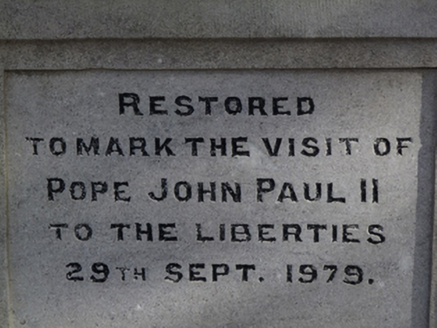 RESTORED
TO MARK THE VISIT OF
POPE JOHN PAUL II
TO THE LIBERTIES
29TH SEPT. 1979.